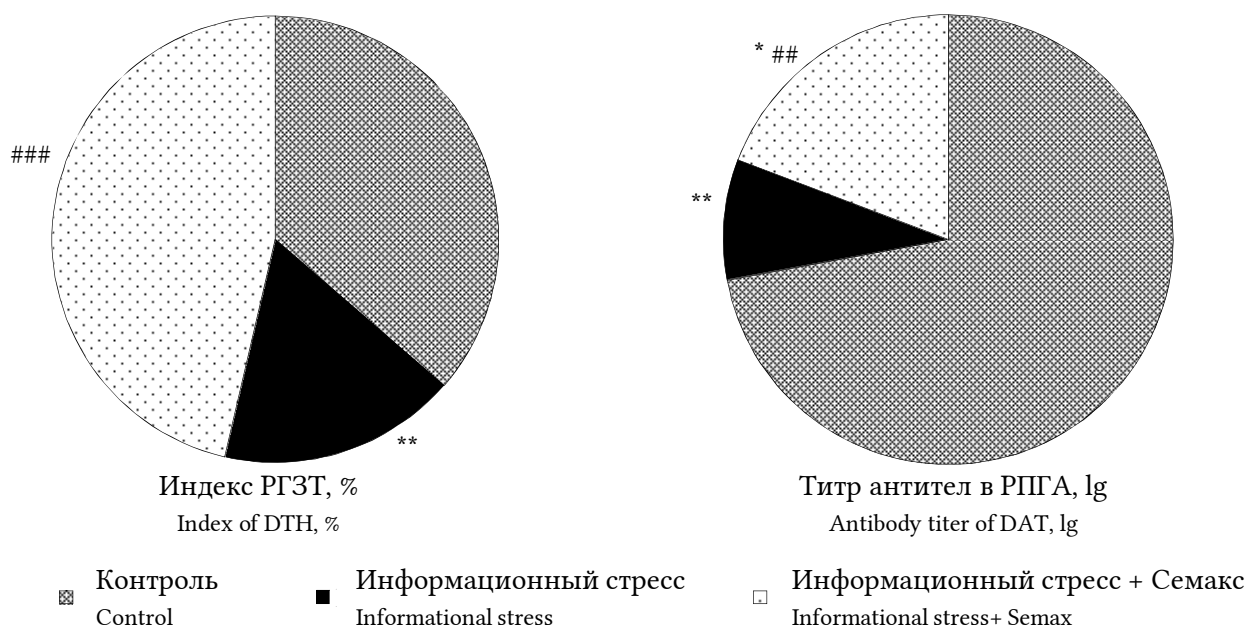 * ##
###
**
**
Индекс РГЗТ, %
Index of DTH, %
Титр антител в РПГА, lg
Antibody titer of DAT, lg
Контроль
Control
Информационный стресс
Informational stress
Информационный стресс + Семакс
Informational stress+ Semax